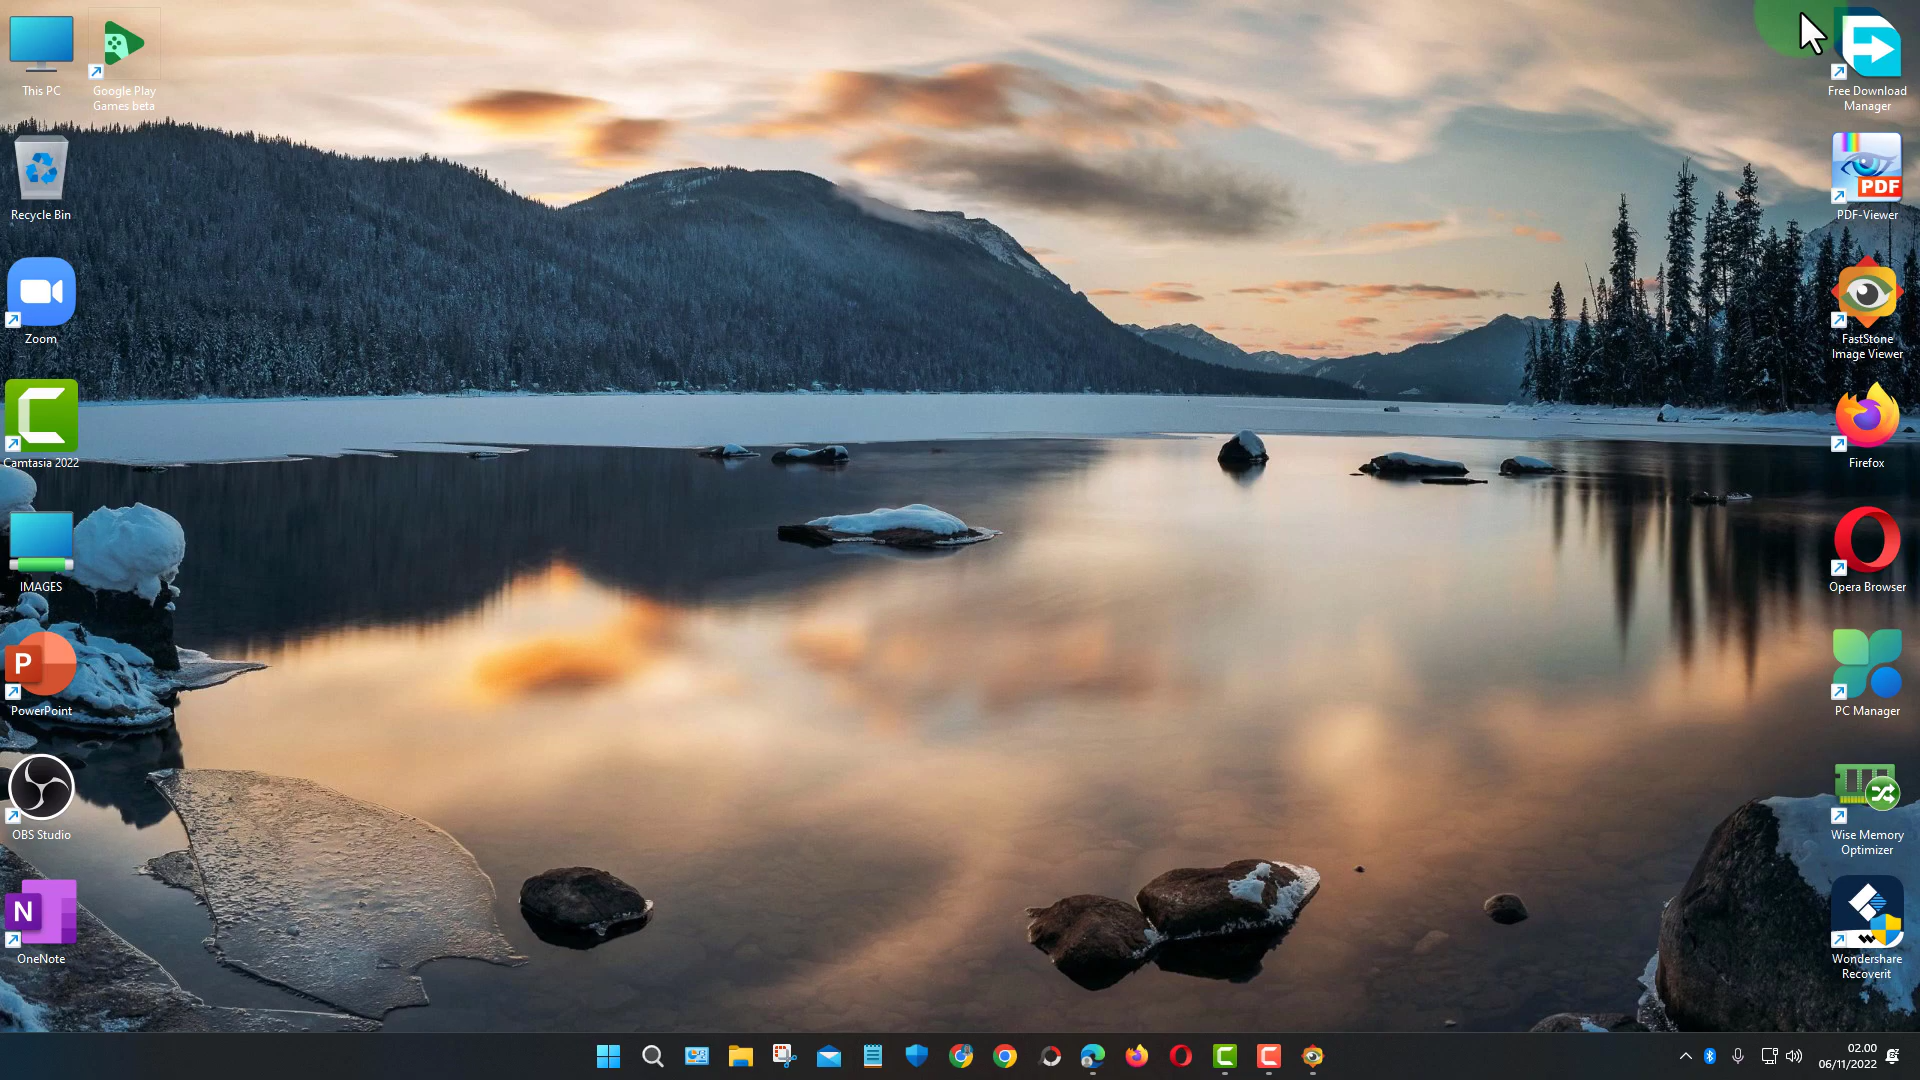 This PC
Google Play
Games beta
Recycle Bin
Zoom
Camtasia 2022
IMAGES
P
PowerPoint
OBS Studio
N
OneNote
Free Download
Manager
PDF
PDF-Viewer
FastStone
Image Viewer
Firefox
Opera Browser
PC Manager
Wise Memory
Optimizer
Wondershare
Recoverit
02.00
06/11/2022